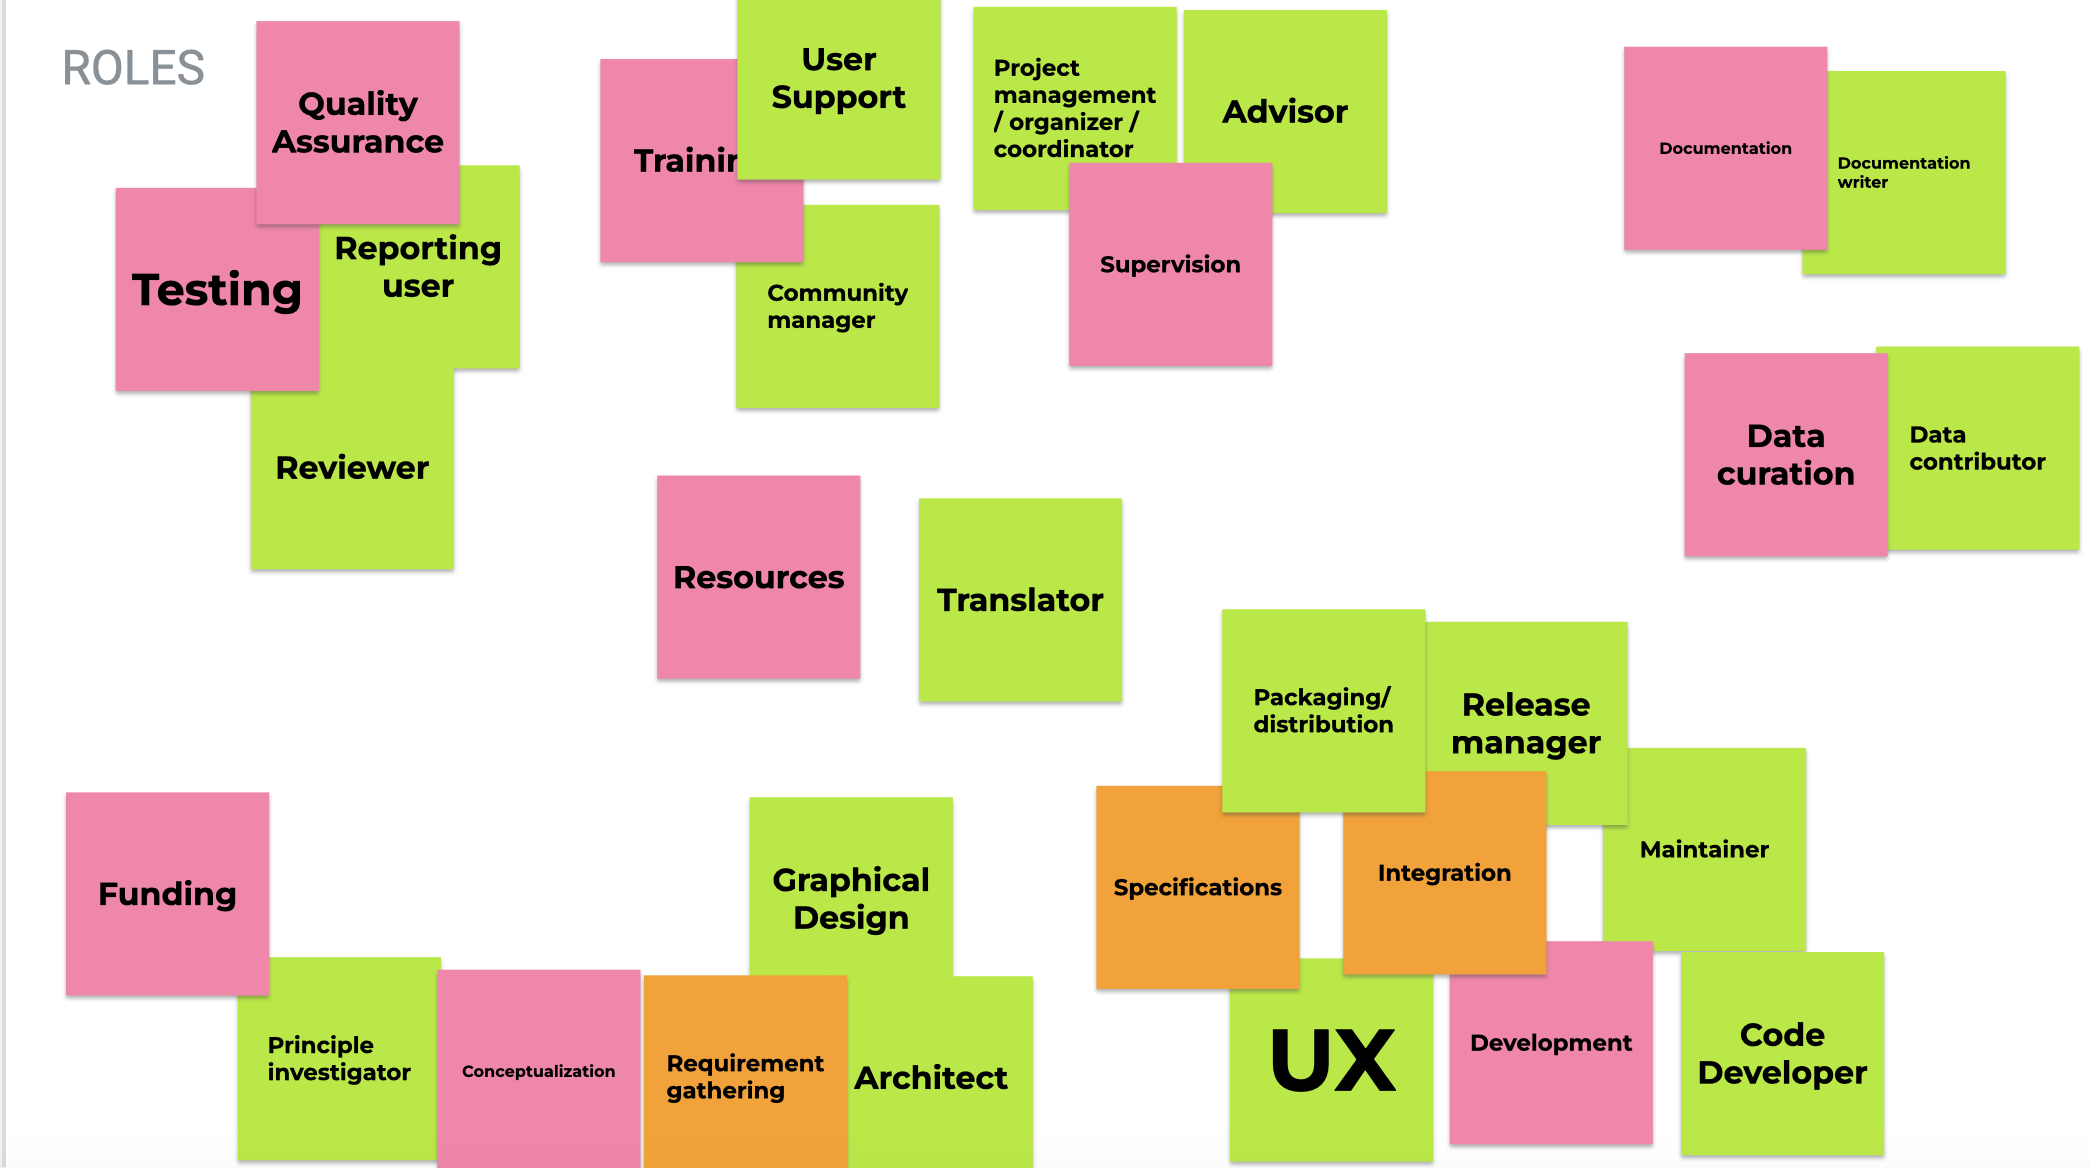 ROLES
Quality
Assurance
Testing
Reporting
user
Reviewer
User
Support
Community
manager
Project
management
/ organizer /
coordinator
Advisor
Supervision
Documentation
Documentation
writer
Data
curation
Data
contributor
Resources
Translator
Packaging/
distribution
Release
manager
Specifications
Integration
Maintainer
UX
Development
Code
Developer
Funding
Principle
investigator
Conceptualization
Requirement
gathering
Graphical
Design
Architect